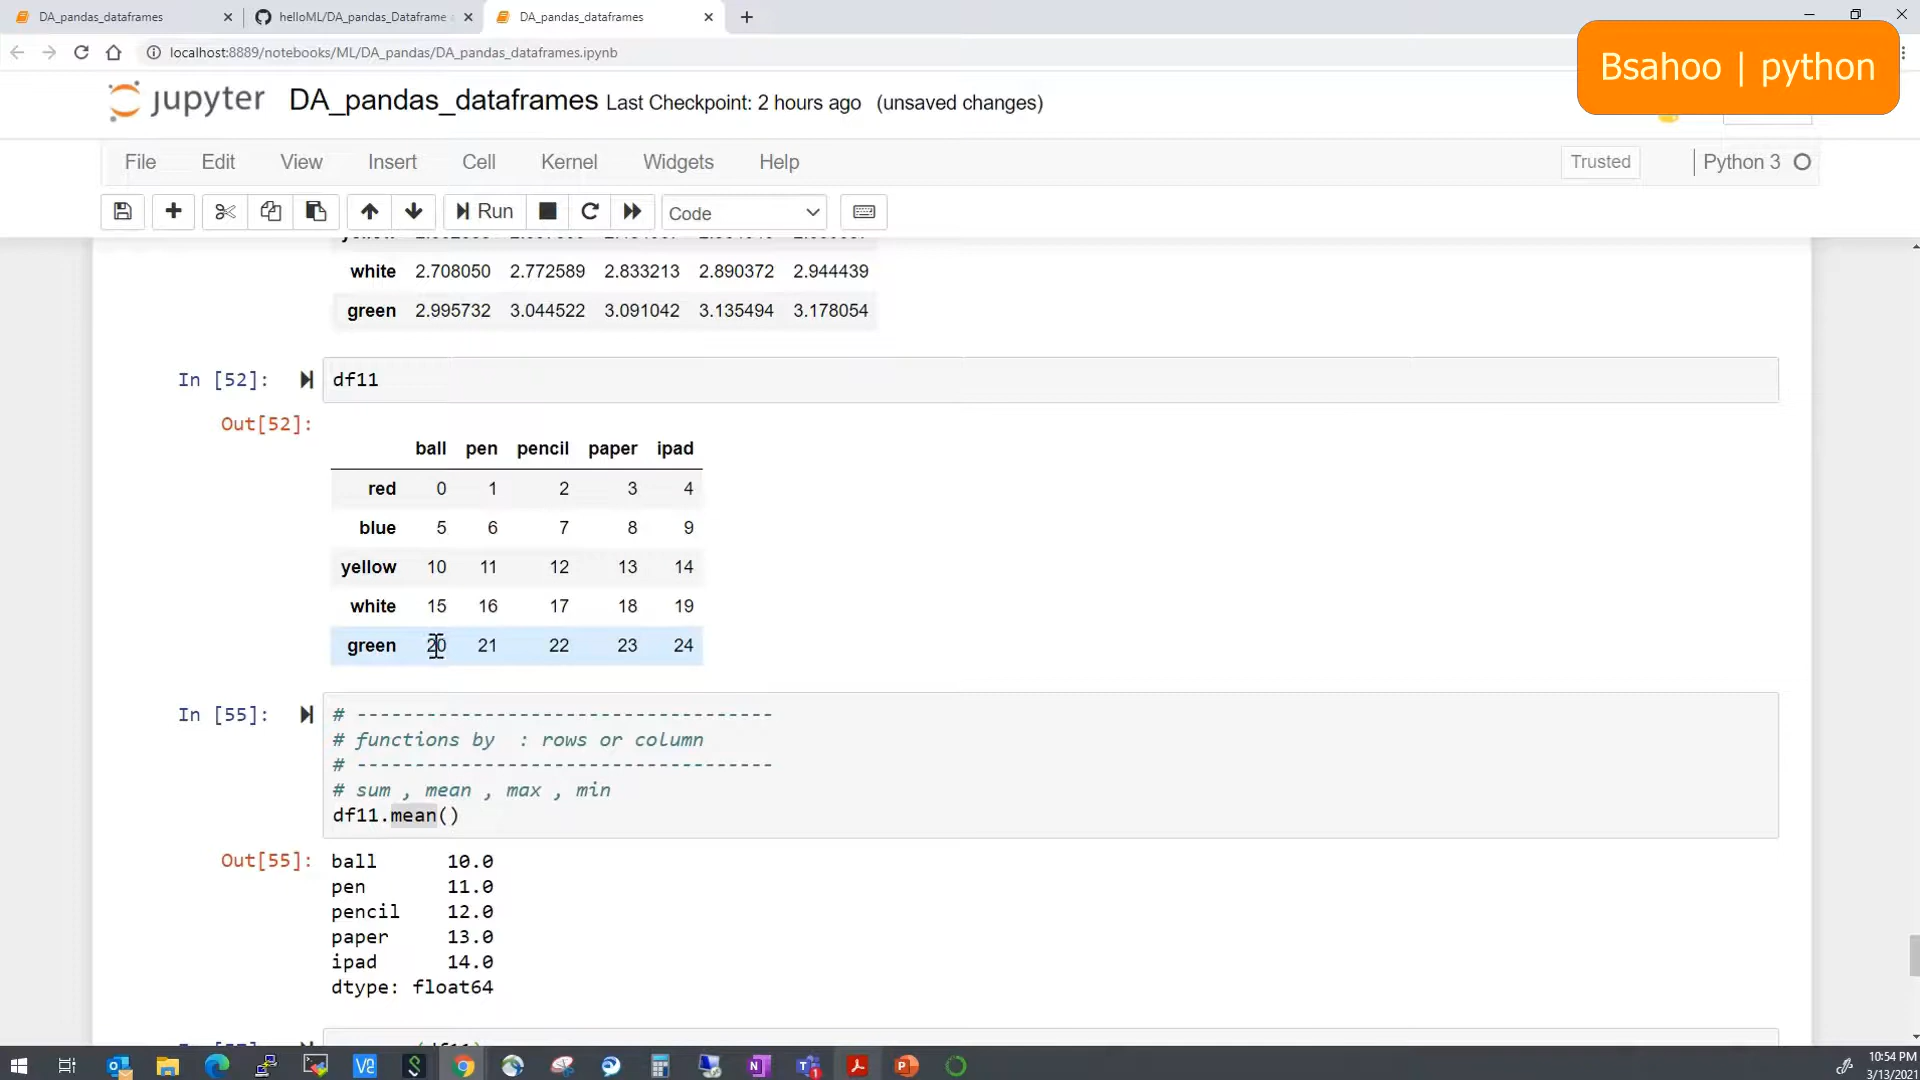 DA_pandas_dataframes
helloML/DA_pandas_Dataframe
DA_pandas_dataframes
localhost:8889/notebooks/ML/DA_pandas/DA_pandas_dataframes.ipynb
Bsahoo | python
jupyter DA_pandas_dataframes Last Checkpoint: 2 hours ago (unsaved changes)
File Edit View Insert Cell Kernel Widgets Help Trusted Python 3
Run Code
white 2.708050 2.772589 2.833213 2.890372 2.944439
green 2.995732 3.044522 3.091042 3.135494 3.178054
In [52]: df11
Out[52]:
ball pen pencil paper ipad
red 0 1 2 3 4
blue 5 6 7 8 9
yellow 10 11 12 13 14
white 15 16 17 18 19
green 20 21 22 23 24
In [55]: # ------------------------------------
# functions by : rows or column
# ------------------------------------
# sum , mean , max , min
df11.mean()
Out[55]: ball 10.0
pen 11.0
pencil 12.0
paper 13.0
ipad 14.0
dtype: float64
10:54 PM
3/13/2021